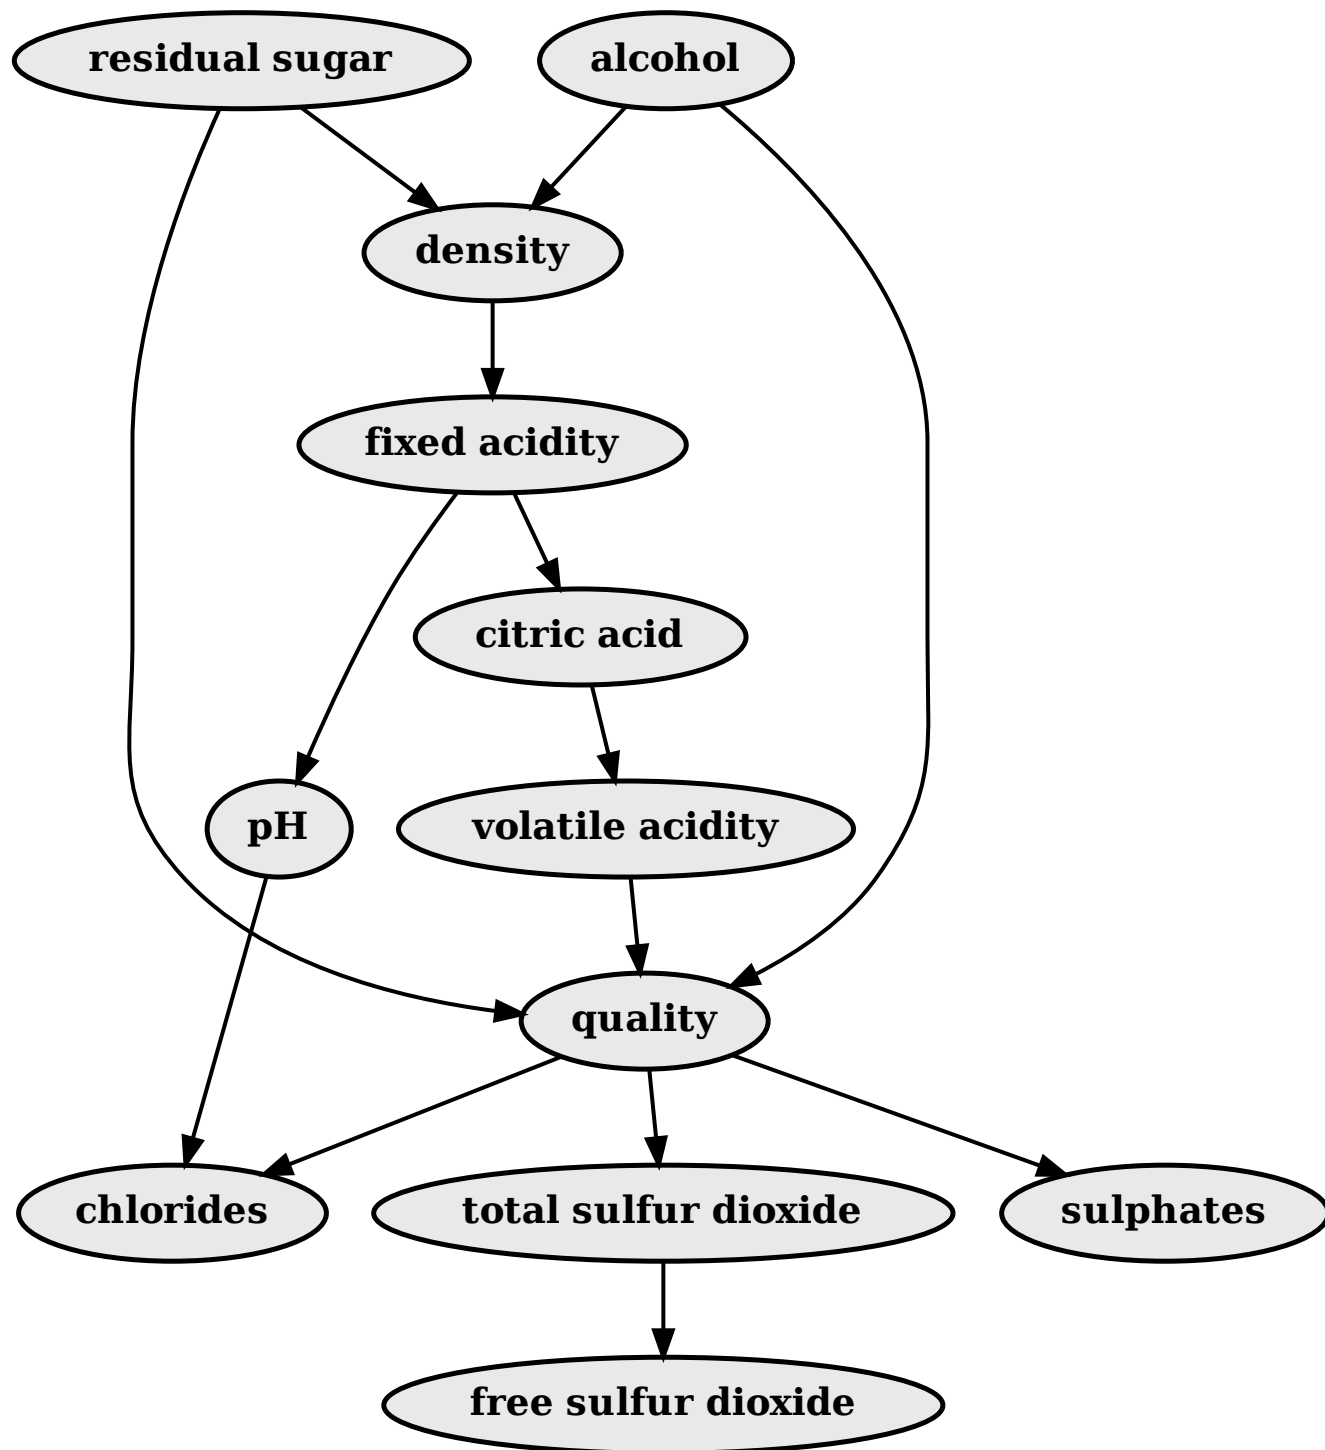 residual sugar
alcohol
density
fixed acidity
citric acid
pH
volatile acidity
quality
chlorides
total sulfur dioxide
sulphates
free sulfur dioxide